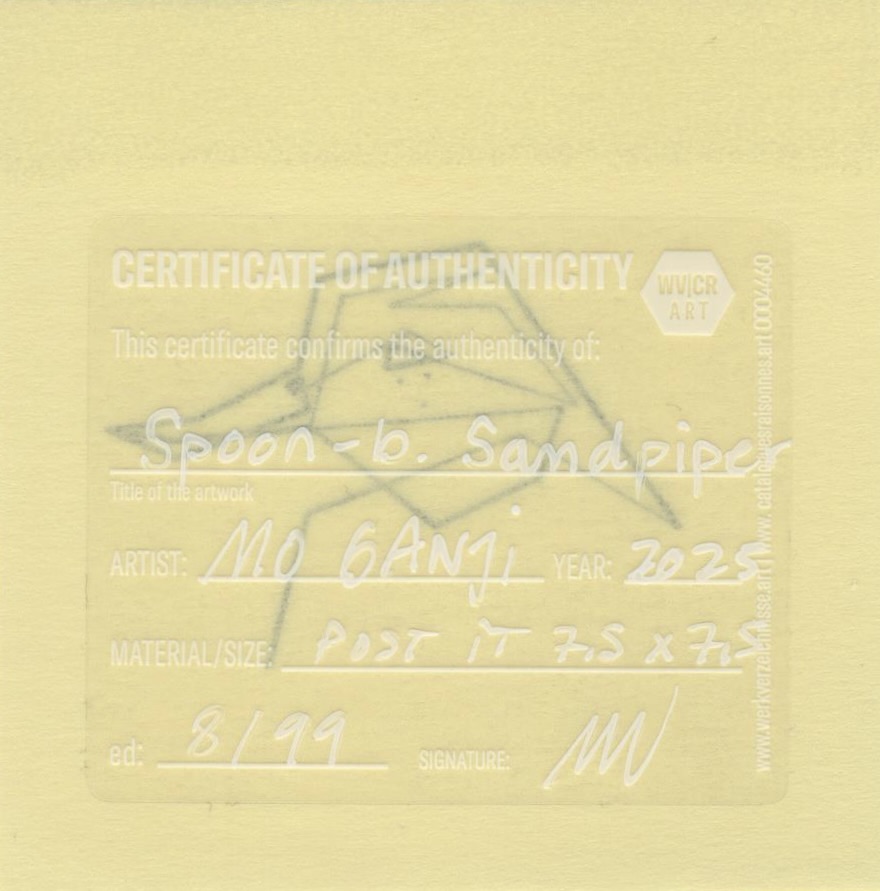 CERTIFICATE OF AUTHENTICITY
WV|CR
ART
This certificate confirms the authenticity of:
Spoon-b. Sandpiper
Title of the artwork
ARTIST: MO GANJi YEAR: 2025
MATERIAL/SIZE: POST iT 7.5 x 7.5
ed: 8/99 SIGNATURE:
www.werkverzeichnisse.art | www.cataloguesraisonnes.art 0004460